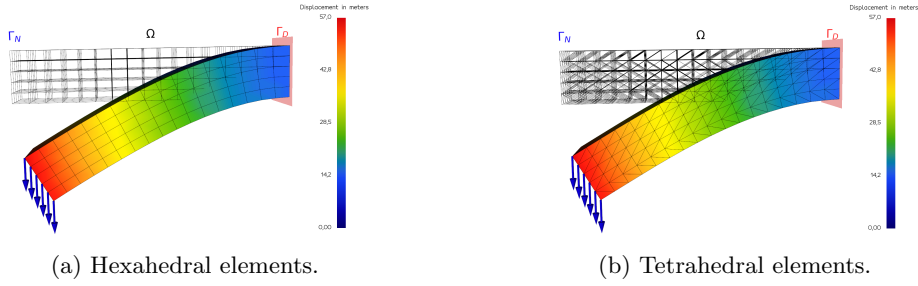 Displacement in meters
57,0
Γ_N
Ω
Γ_D
42,8
28,5
14,2
0,00
(a) Hexahedral elements.
Displacement in meters
57,0
Γ_N
Ω
Γ_D
42,8
28,5
14,2
0,00
(b) Tetrahedral elements.